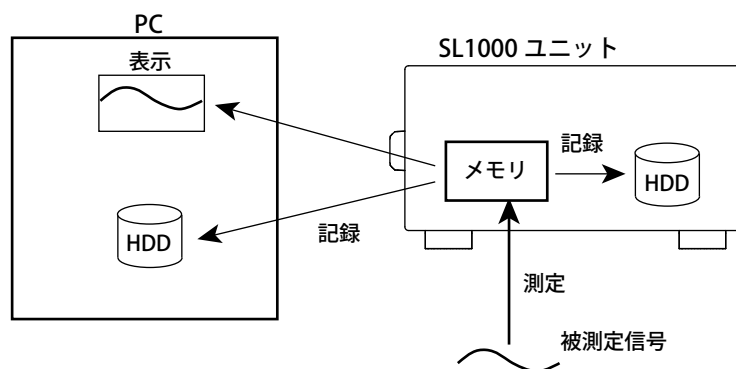 PC
表示
HDD
SL1000 ユニット
メモリ
記録
HDD
記録
測定
被測定信号